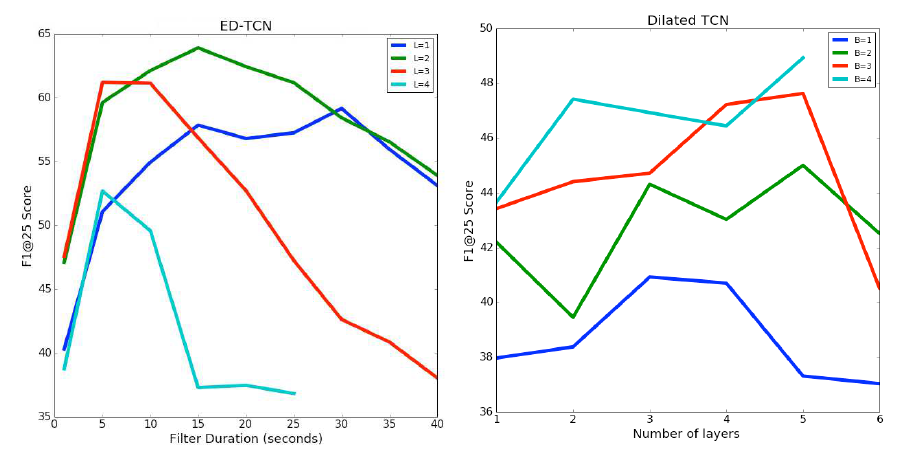 ED-TCN
65
60
55
50
45
40
35
F1@25 Score
0 5 10 15 20 25 30 35 40
Filter Duration (seconds)
L=1
L=2
L=3
L=4
Dilated TCN
50
48
46
44
42
40
38
36
F1@25 Score
1 2 3 4 5 6
Number of layers
B=1
B=2
B=3
B=4